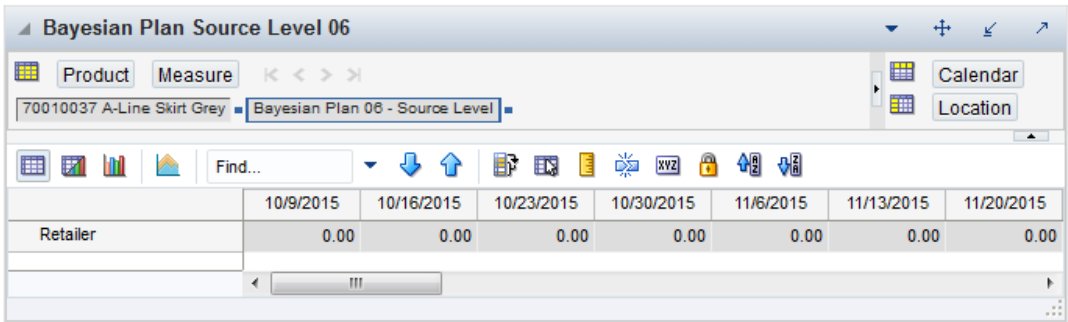 Bayesian Plan Source Level 06
Product Measure Calendar
70010037 A-Line Skirt Grey Bayesian Plan 06 - Source Level Location
Find... XYZ
10/9/2015 10/16/2015 10/23/2015 10/30/2015 11/6/2015 11/13/2015 11/20/2015
Retailer 0.00 0.00 0.00 0.00 0.00 0.00 0.00